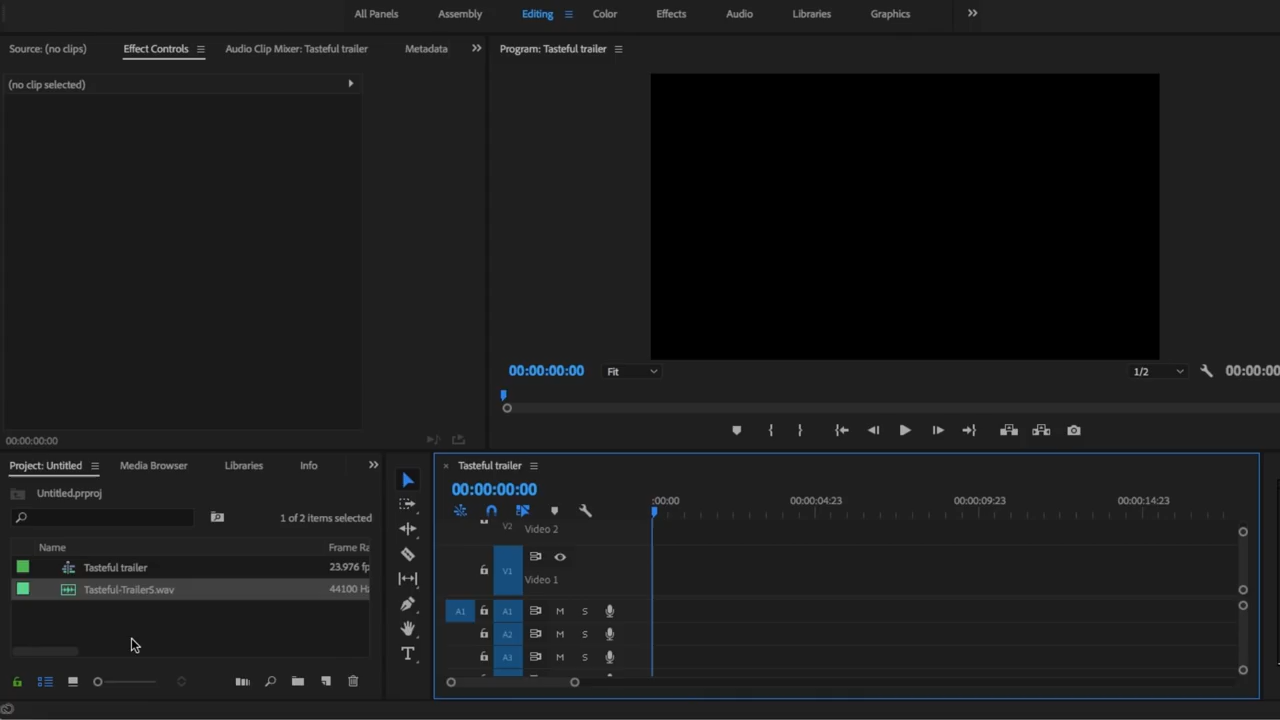 All Panels Assembly Editing Color Effects Audio Libraries Graphics
Source: (no clips) Effect Controls Audio Clip Mixer: Tasteful trailer Metadata
(no clip selected)
00:00:00:00
Program: Tasteful trailer
00:00:00:00 Fit 1/2 00:00:00
Project: Untitled Media Browser Libraries Info
Untitled.prproj
1 of 2 items selected
Name Frame Ra
Tasteful trailer 23.976 fp
Tasteful-Trailer5.wav 44100 H
T
Tasteful trailer
00:00:00:00
:00:00 00:00:04:23 00:00:09:23 00:00:14:23
V2 Video 2
V1 Video 1
A1 A1 M S
A2 M S
A3 M S